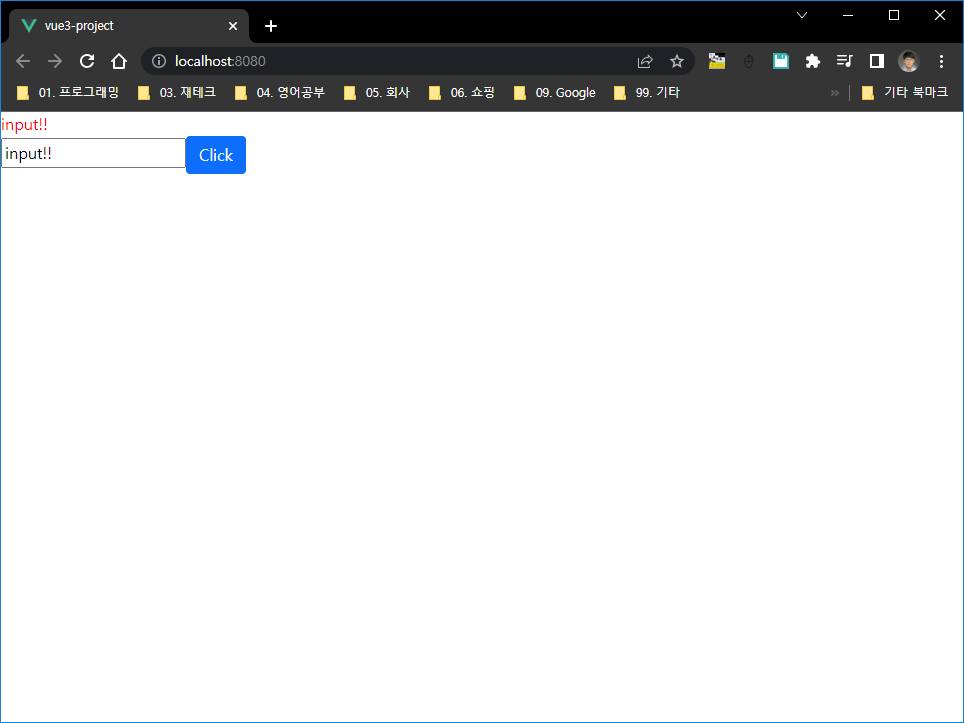 vue3-project
localhost:8080
01. 프로그래밍 03. 재테크 04. 영어공부 05. 회사 06. 쇼핑 09. Google 99. 기타 » 기타 북마크
input!!
input!! Click